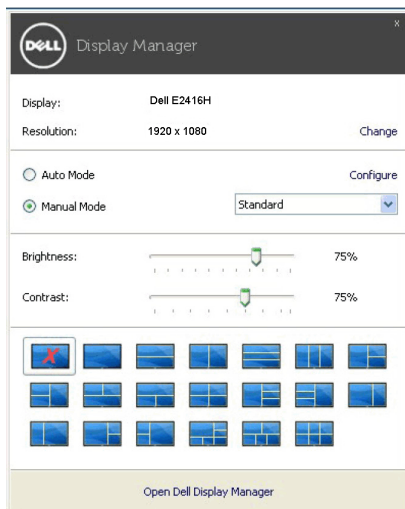 x
DELL Display Manager
Display: Dell E2416H
Resolution: 1920 x 1080 Change
Auto Mode Configure
Manual Mode Standard
Brightness: 75%
Contrast: 75%
Open Dell Display Manager